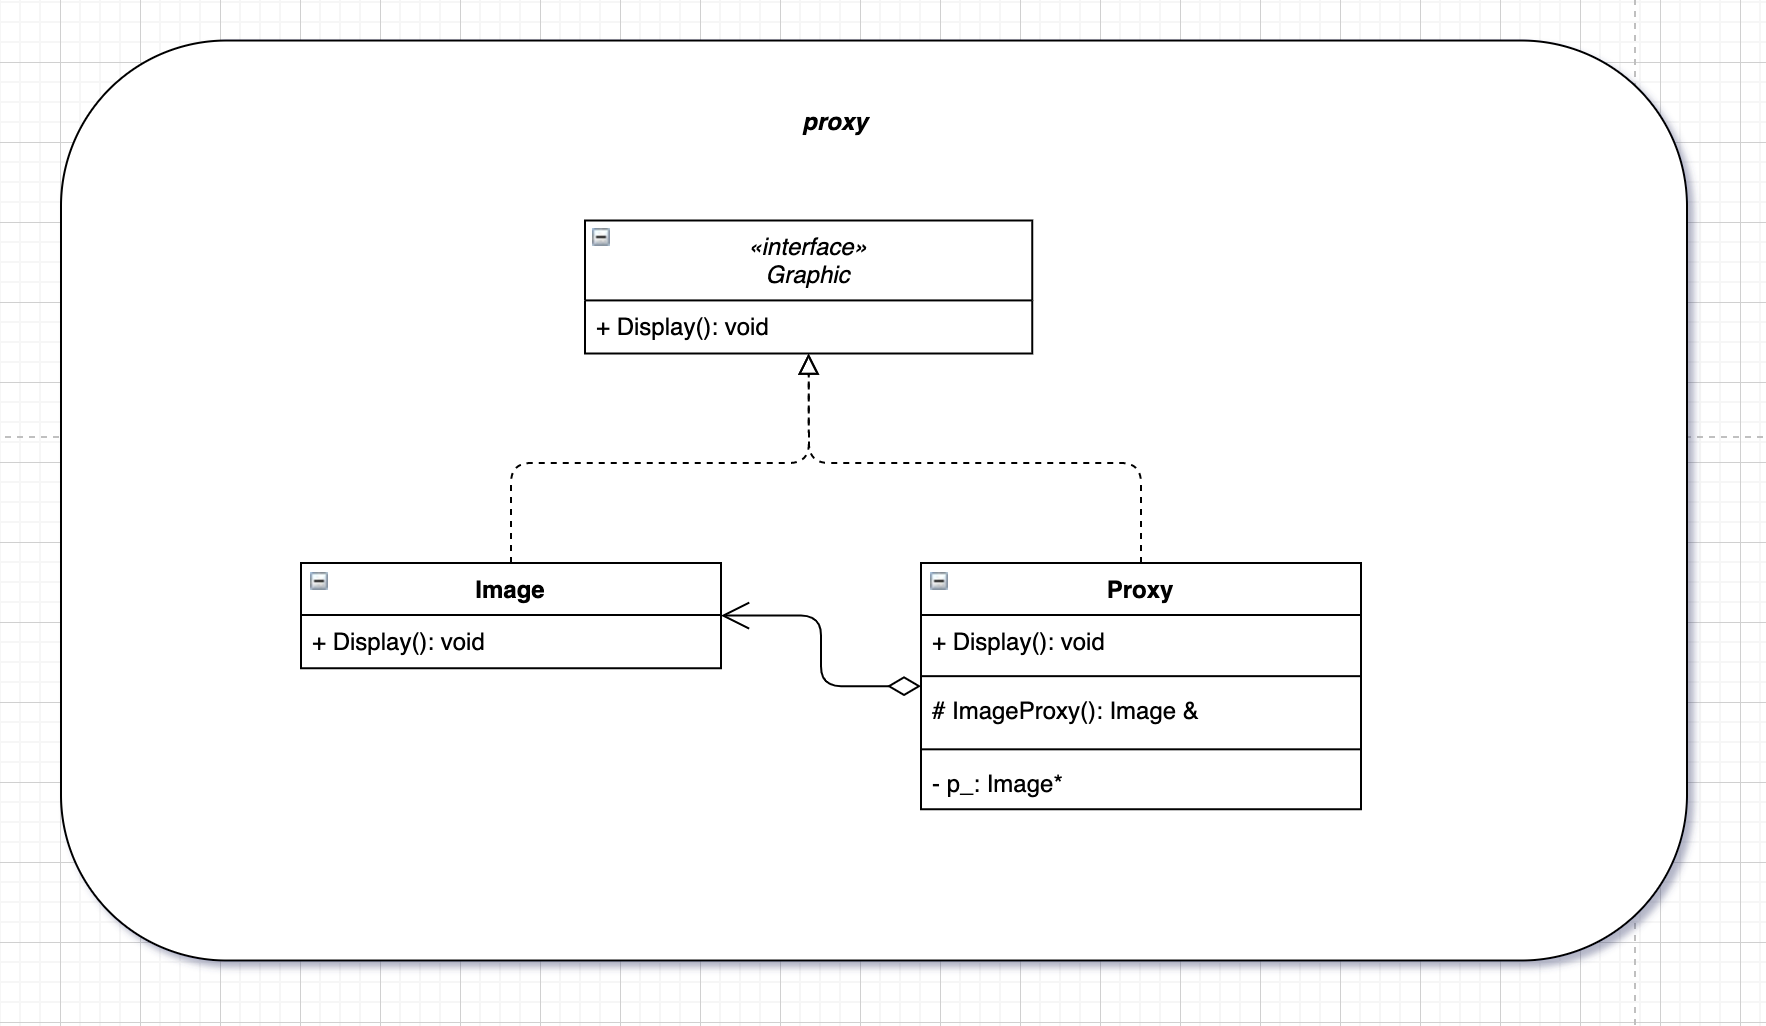 proxy
«interface»
Graphic
+ Display(): void
Image
+ Display(): void
Proxy
+ Display(): void
# ImageProxy(): Image &
- p_: Image*